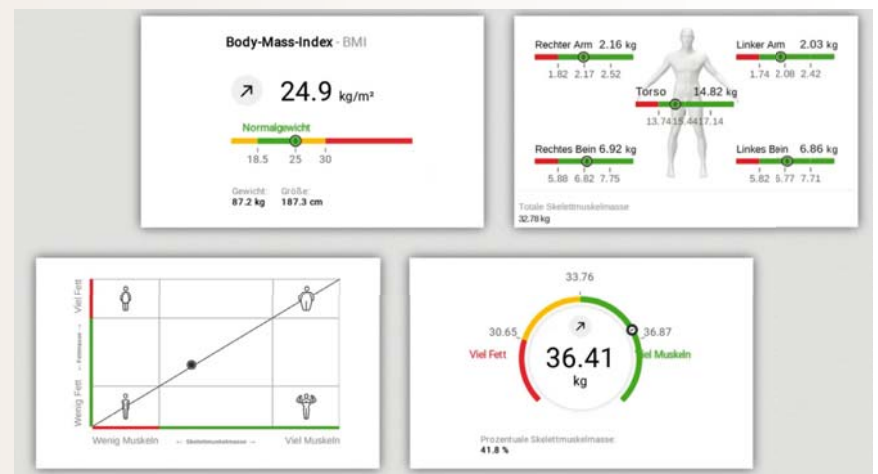 Body-Mass-Index - BMI
24.9 kg/m²
Normalgewicht
18.5 25 30
Gewicht: Größe:
87.2 kg 187.3 cm
Rechter Arm 2.16 kg
1.82 2.17 2.52
Linker Arm 2.03 kg
1.74 2.08 2.42
Torso 14.82 kg
13.74 15.44 17.14
Rechtes Bein 6.92 kg
5.88 6.82 7.75
Linkes Bein 6.86 kg
5.82 6.77 7.71
Totale Skelettmuskelmasse
32.78 kg
Viel Fett
← Fettmasse →
Wenig Fett
Wenig Muskeln ← Skelettmuskelmasse → Viel Muskeln
33.76
30.65 36.87
Viel Fett Viel Muskeln
36.41
kg
Prozentuale Skelettmuskelmasse:
41,8 %